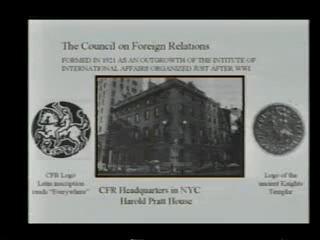 The Council on Foreign Relations
FORMED IN 1921 AS AN OUTGROWTH OF THE INTITUTE OF
INTERNATIONAL AFFAIRS ORGANIZED JUST AFTER WWI
CFR Logo
Latin inscription
reads "Everywhere"
CFR Headquarters in NYC
Harold Pratt House
Logo of the
ancient Knights
Templar